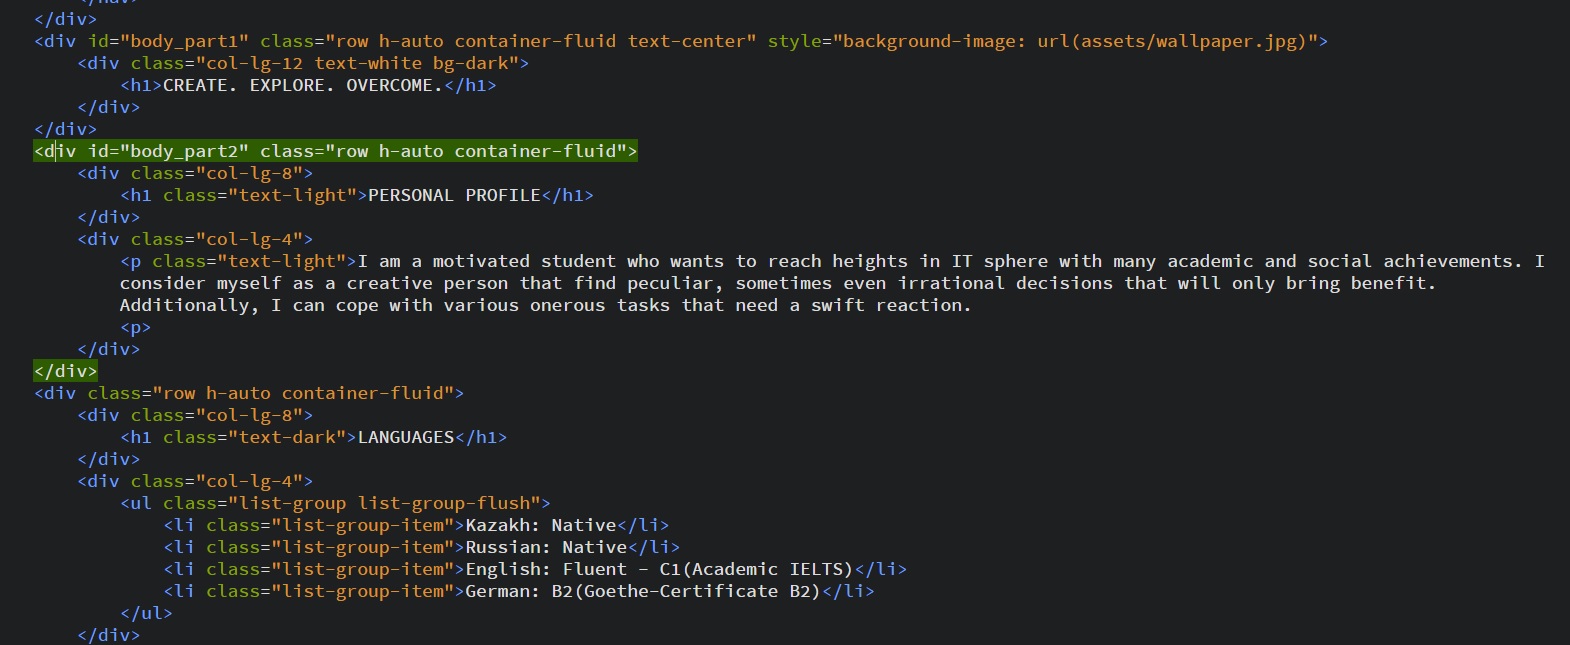 </div>
<div id="body_part1" class="row h-auto container-fluid text-center" style="background-image: url(assets/wallpaper.jpg)">
<div class="col-lg-12 text-white bg-dark">
<h1>CREATE. EXPLORE. OVERCOME.</h1>
</div>
</div>
<div id="body_part2" class="row h-auto container-fluid">
<div class="col-lg-8">
<h1 class="text-light">PERSONAL PROFILE</h1>
</div>
<div class="col-lg-4">
<p class="text-light">I am a motivated student who wants to reach heights in IT sphere with many academic and social achievements. I
consider myself as a creative person that find peculiar, sometimes even irrational decisions that will only bring benefit.
Additionally, I can cope with various onerous tasks that need a swift reaction.
<p>
</div>
</div>
<div class="row h-auto container-fluid">
<div class="col-lg-8">
<h1 class="text-dark">LANGUAGES</h1>
</div>
<div class="col-lg-4">
<ul class="list-group list-group-flush">
<li class="list-group-item">Kazakh: Native</li>
<li class="list-group-item">Russian: Native</li>
<li class="list-group-item">English: Fluent - C1(Academic IELTS)</li>
<li class="list-group-item">German: B2(Goethe-Certificate B2)</li>
</ul>
</div>